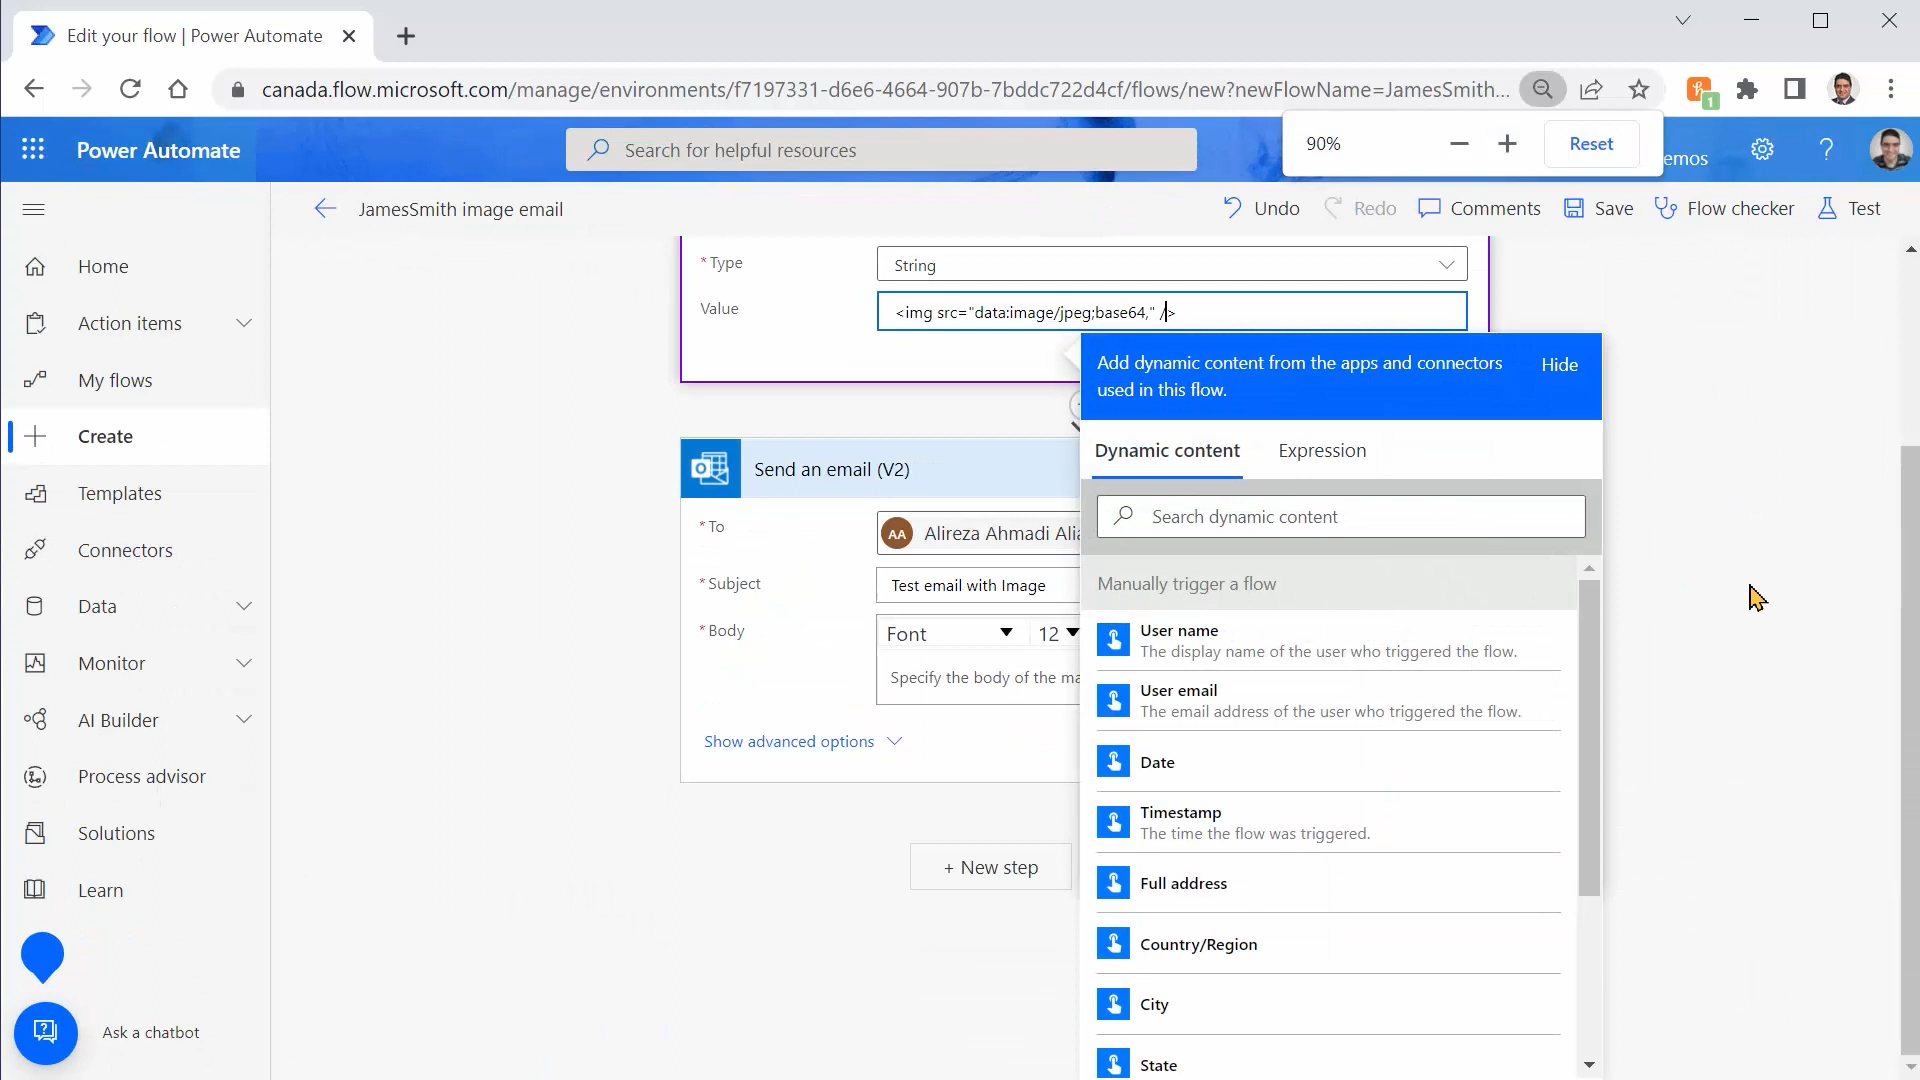 Edit your flow | Power Automate
canada.flow.microsoft.com/manage/environments/f7197331-d6e6-4664-907b-7bddc722d4cf/flows/new?newFlowName=JamesSmith...
1
Power Automate
Search for helpful resources
90%
Reset
emos
JamesSmith image email
Undo
Redo
Comments
Save
Flow checker
Test
Home
Action items
My flows
Create
Templates
Connectors
Data
Monitor
AI Builder
Process advisor
Solutions
Learn
Ask a chatbot
* Type
String
Value
<img src="data:image/jpeg;base64," />
Add dynamic content from the apps and connectors
used in this flow.
Hide
Dynamic content
Expression
Search dynamic content
Manually trigger a flow
User name
The display name of the user who triggered the flow.
User email
The email address of the user who triggered the flow.
Date
Timestamp
The time the flow was triggered.
Full address
Country/Region
City
State
Send an email (V2)
* To
AA
Alireza Ahmadi Alia
* Subject
Test email with Image
* Body
Font
12
Specify the body of the ma
Show advanced options
+ New step